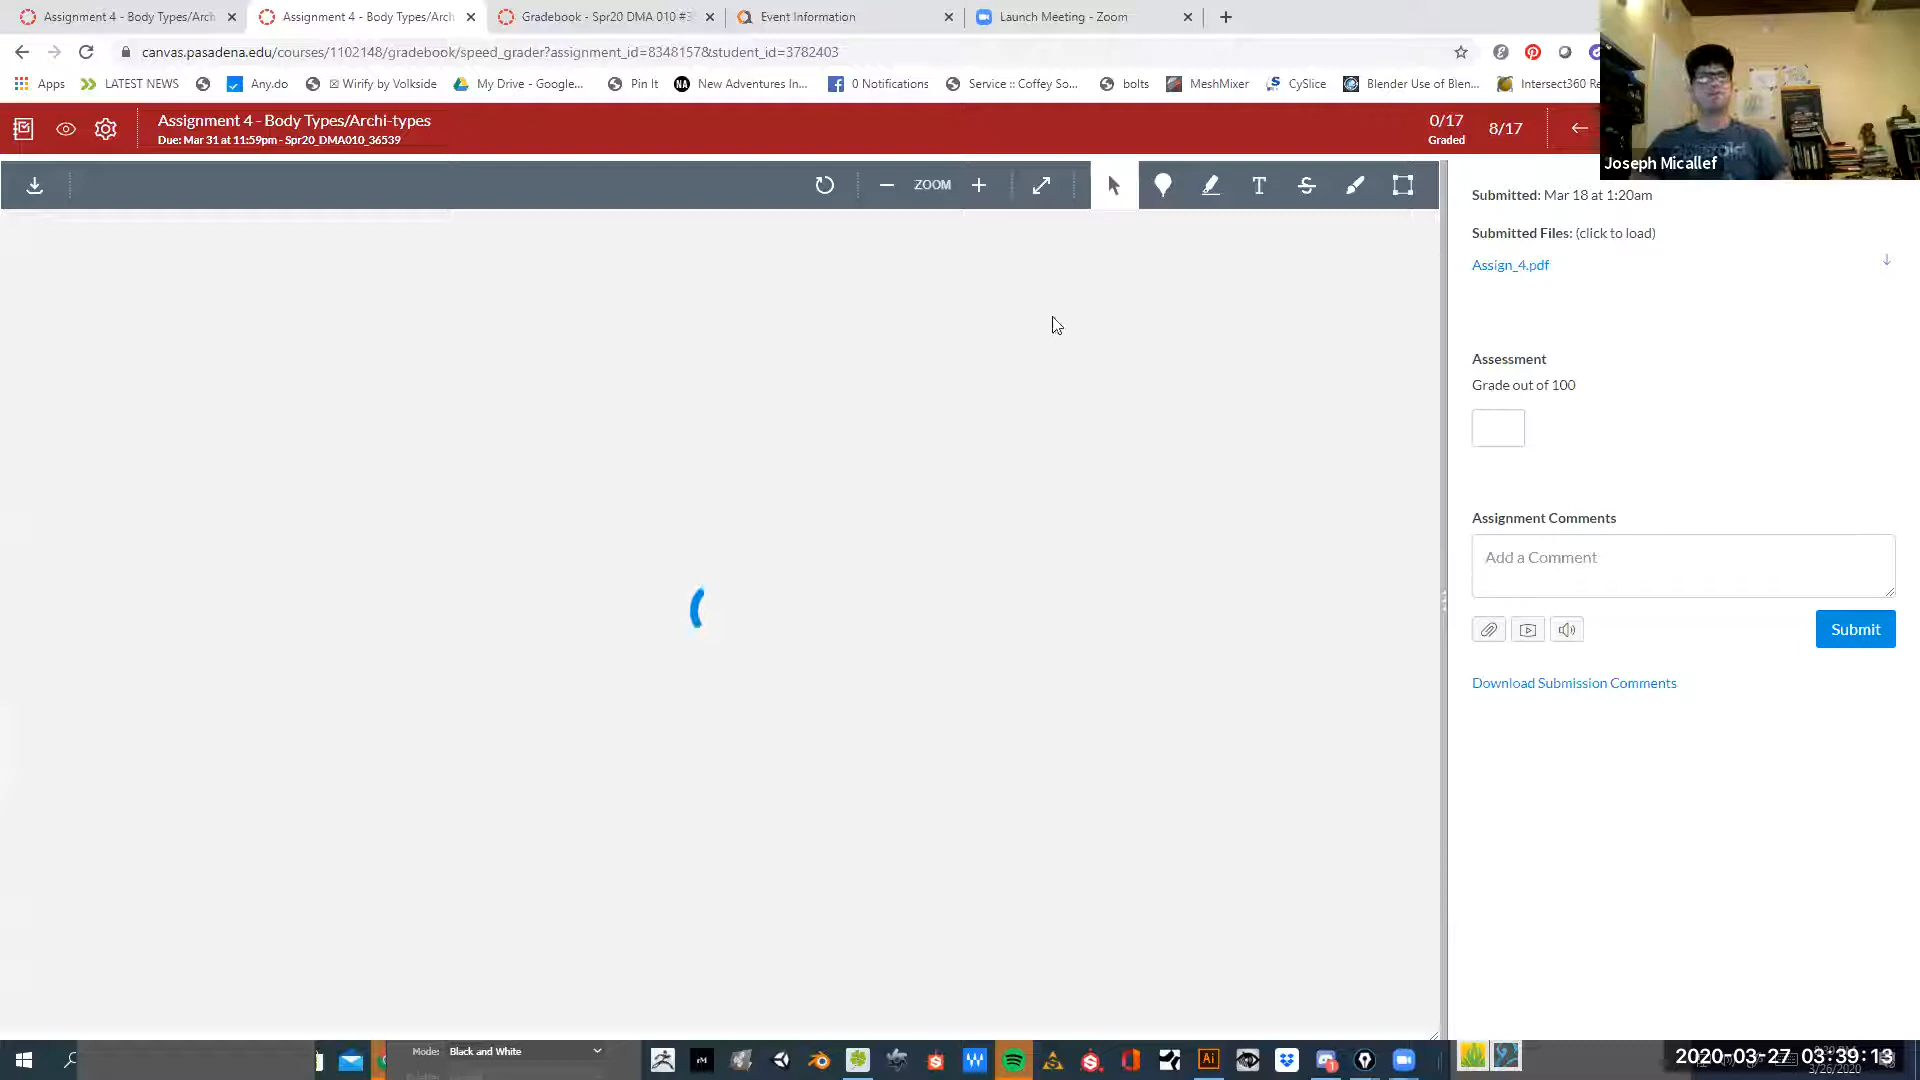 Assignment 4 - Body Types/Arch
Assignment 4 - Body Types/Arch
Gradebook - Spr20 DMA 010 #3
Event Information
Launch Meeting - Zoom
canvas.pasadena.edu/courses/1102148/gradebook/speed_grader?assignment_id=8348157&student_id=3782403
Apps
LATEST NEWS
Any.do
Wirify by Volkside
My Drive - Google...
Pin It
New Adventures In...
0 Notifications
Service :: Coffey So...
bolts
MeshMixer
CySlice
Blender Use of Blen...
Intersect360 Re
Assignment 4 - Body Types/Archi-types
Due: Mar 31 at 11:59pm - Spr20_DMA010_36539
0/17
Graded
8/17
Joseph Micallef
ZOOM
Submitted: Mar 18 at 1:20am
Submitted Files: (click to load)
Assign_4.pdf
Assessment
Grade out of 100
Assignment Comments
Add a Comment
Submit
Download Submission Comments
Mode: Black and White
2020-03-27 03:39:13
3/26/2020